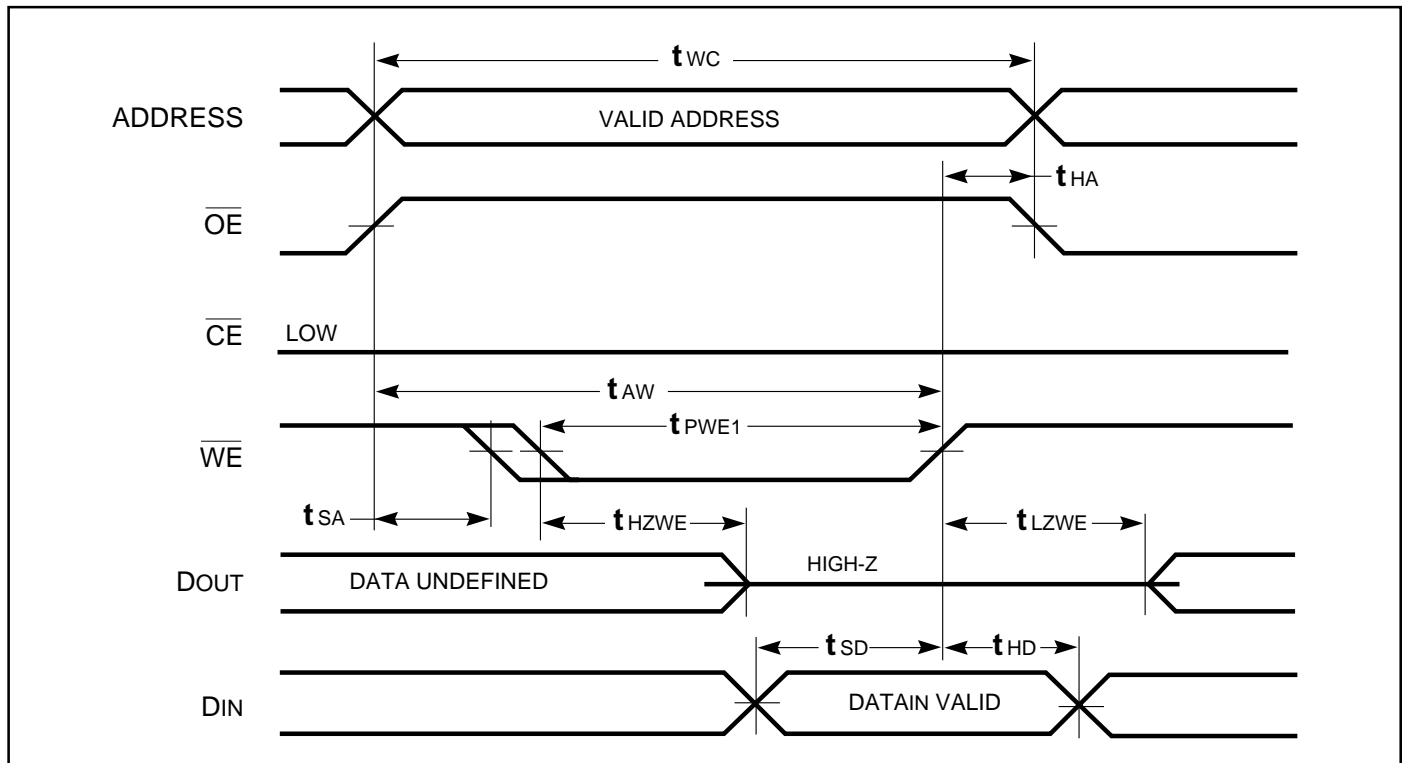 tWC
ADDRESS
VALID ADDRESS
tHA
OE
CE
LOW
tAW
tPWE1
WE
tSA
tHZWE
tLZWE
DOUT
DATA UNDEFINED
HIGH-Z
tSD
tHD
DIN
DATAIN VALID